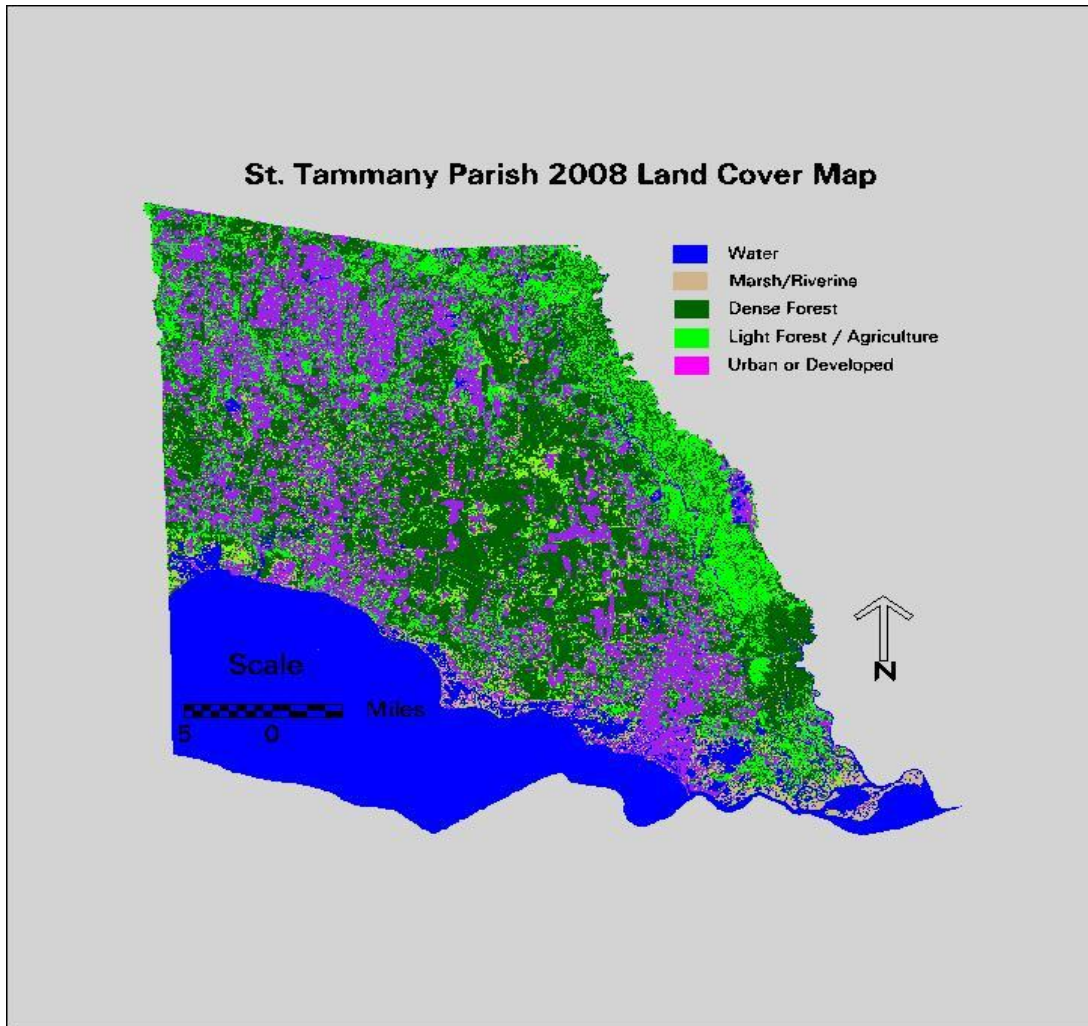 St. Tammany Parish 2008 Land Cover Map
Water
Marsh/Riverine
Dense Forest
Light Forest / Agriculture
Urban or Developed
N
Scale
Miles
5 0